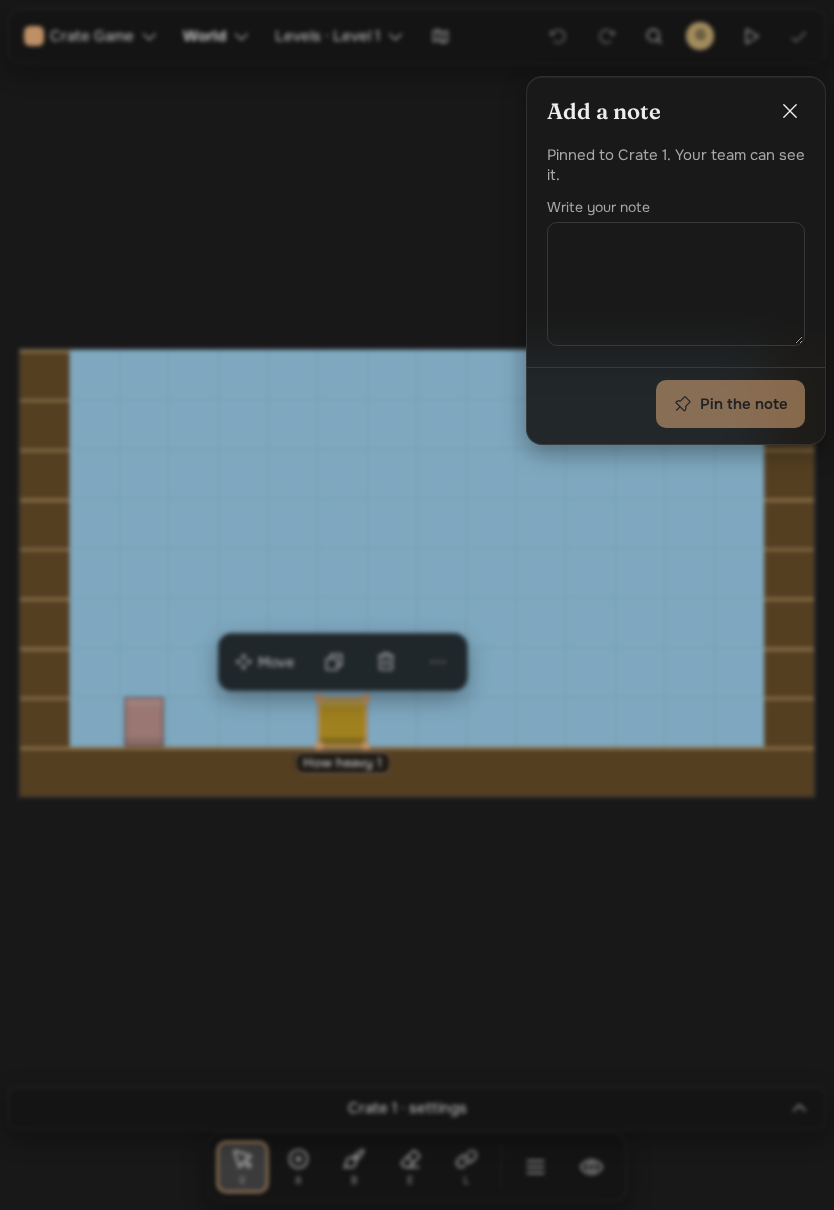 Crate Game
World
Levels · Level 1
Add a note
Pinned to Crate 1. Your team can see
it.
Write your note
Pin the note
Move
How heavy 1
Crate 1 · settings
V
A
B
E
L